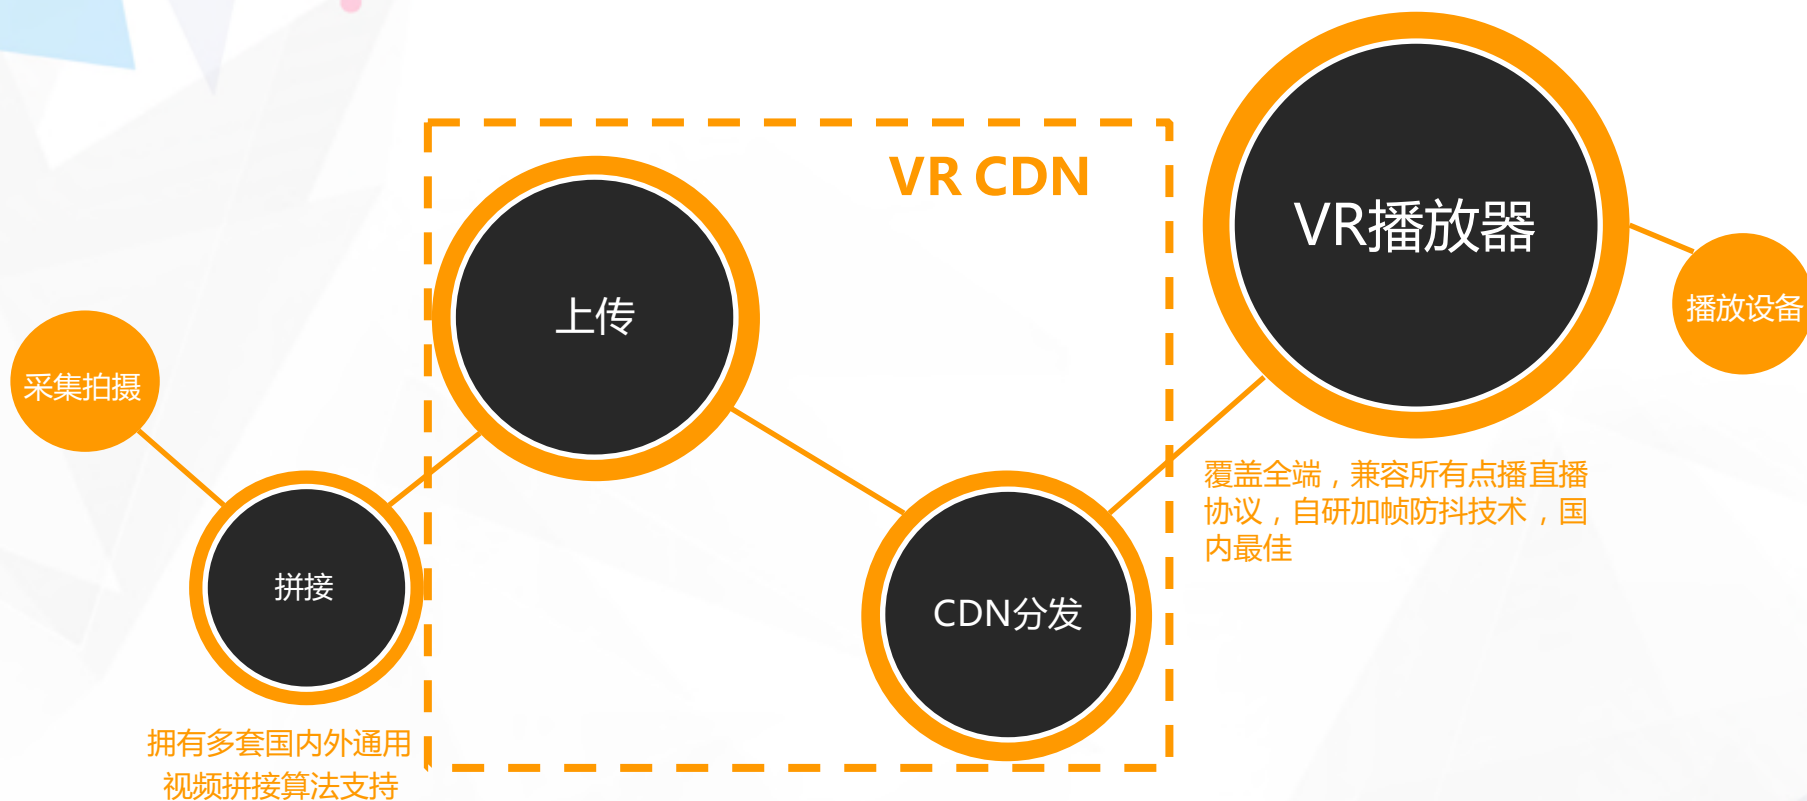 采集拍摄
拼接
拥有多套国内外通用
视频拼接算法支持
VR CDN
上传
CDN分发
VR播放器
覆盖全端，兼容所有点播直播
协议，自研加帧防抖技术，国
内最佳
播放设备